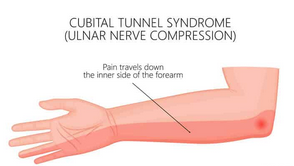 CUBITAL TUNNEL SYNDROME
(ULNAR NERVE COMPRESSION)
Pain travels down
the inner side of the forearm